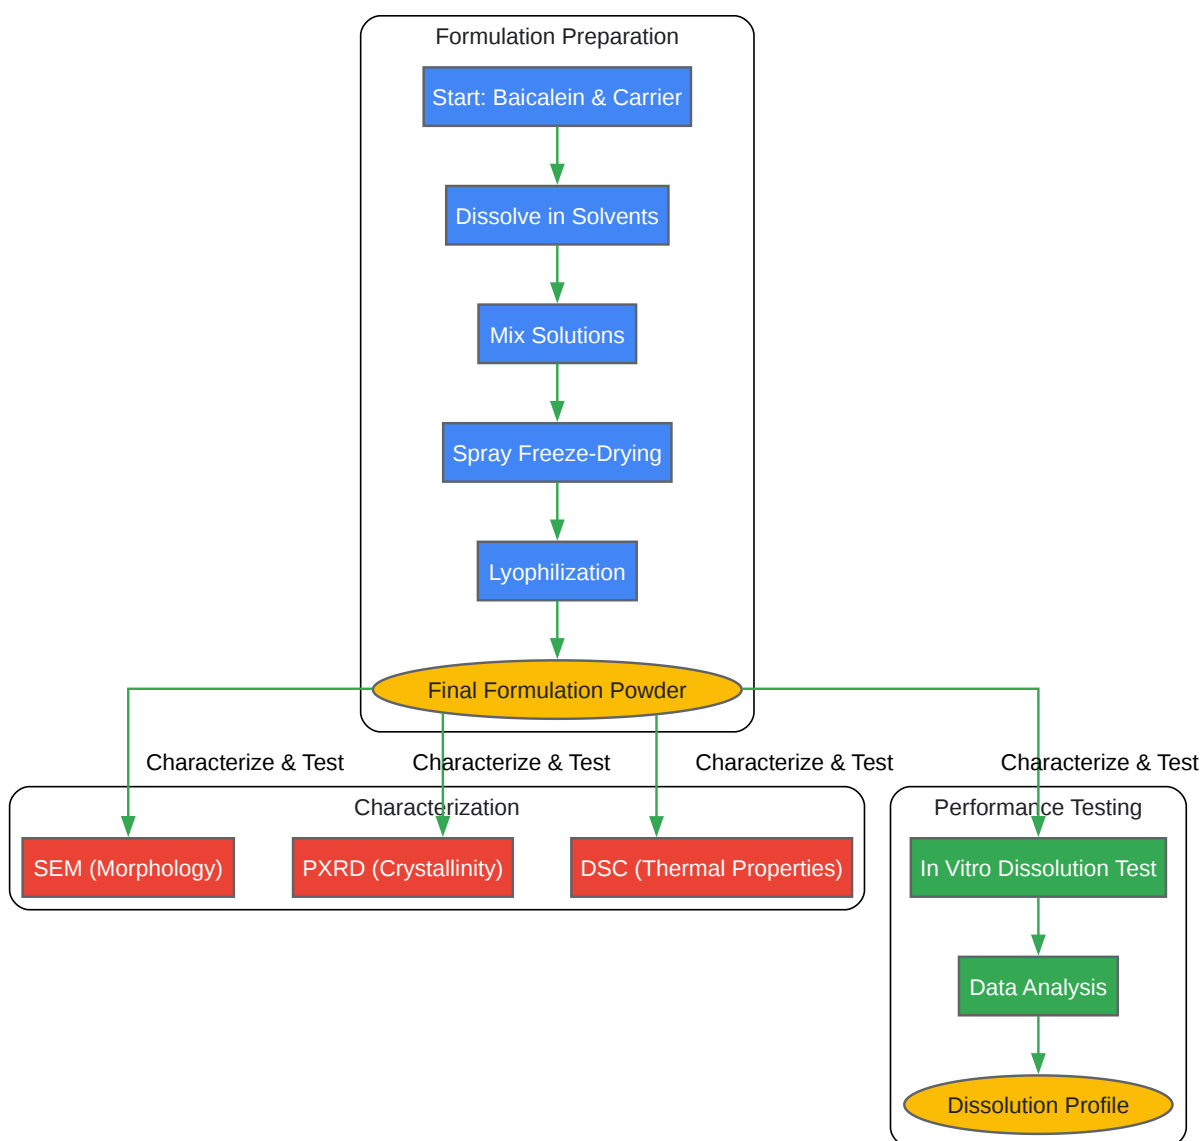 Formulation Preparation
Start: Baicalein & Carrier
Dissolve in Solvents
Mix Solutions
Spray Freeze-Drying
Lyophilization
Final Formulation Powder
Characterize & Test
Characterize & Test
Characterize & Test
Characterize & Test
Characterization
SEM (Morphology)
PXRD (Crystallinity)
DSC (Thermal Properties)
Performance Testing
In Vitro Dissolution Test
Data Analysis
Dissolution Profile